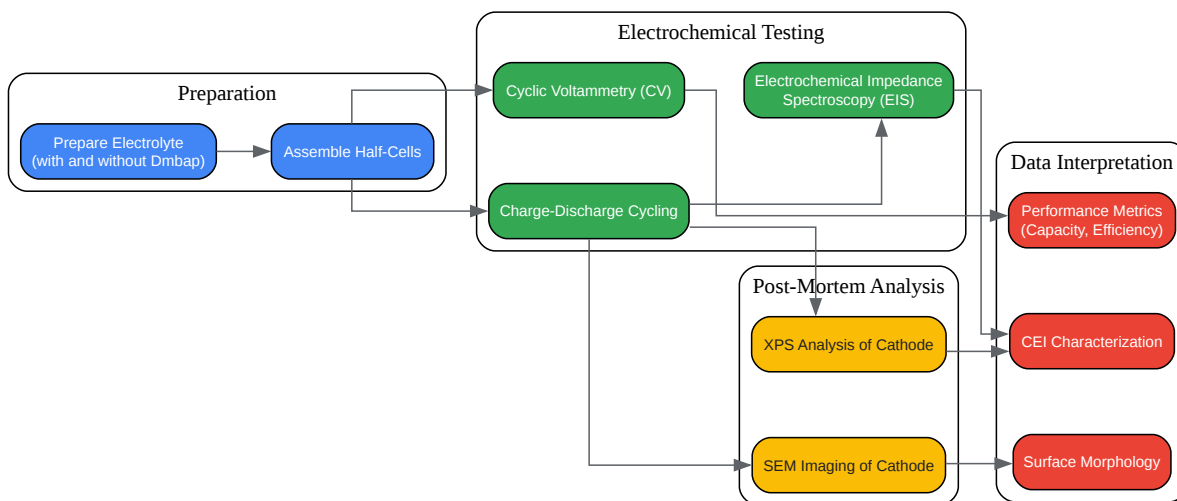 Preparation
Prepare Electrolyte
(with and without Dmbap)
Assemble Half-Cells
Electrochemical Testing
Cyclic Voltammetry (CV)
Electrochemical Impedance
Spectroscopy (EIS)
Charge-Discharge Cycling
Post-Mortem Analysis
XPS Analysis of Cathode
SEM Imaging of Cathode
Data Interpretation
Performance Metrics
(Capacity, Efficiency)
CEI Characterization
Surface Morphology